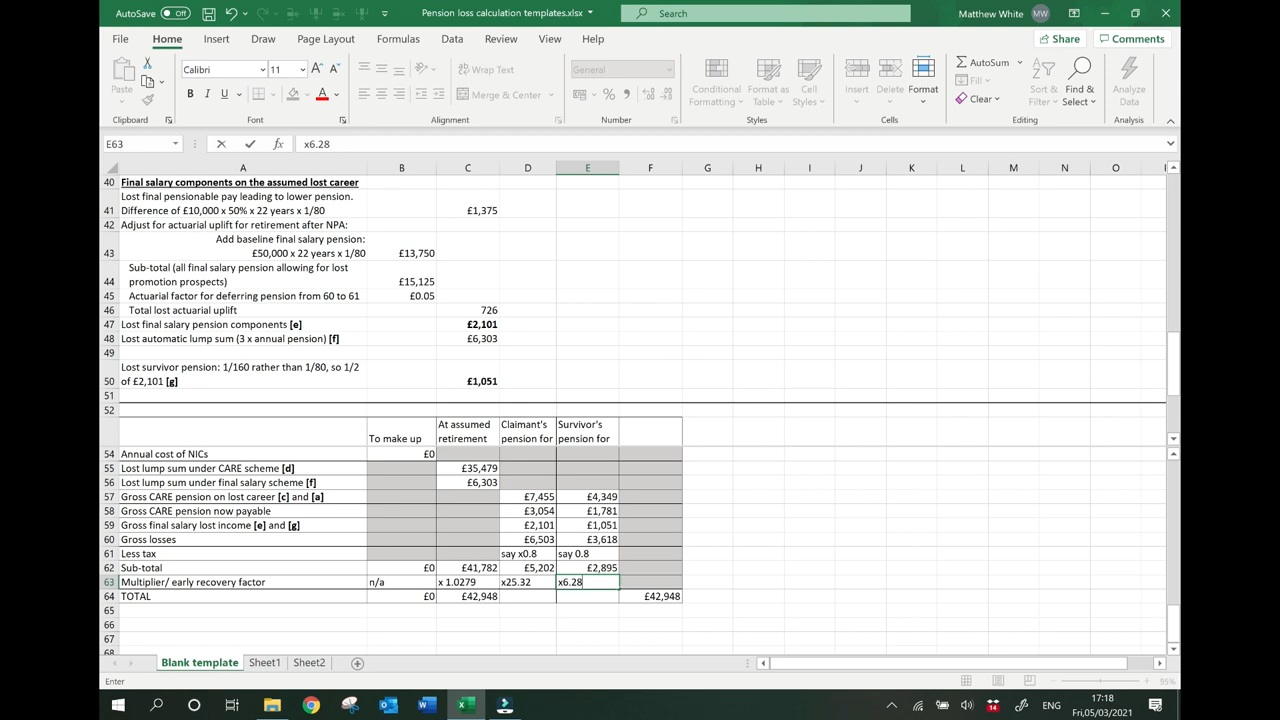 AutoSave Off Pension loss calculation templates.xlsx Search Matthew White MW
File Home Insert Draw Page Layout Formulas Data Review View Help Share Comments
Paste Calibri 11 Wrap Text General Conditional Formatting Format as Table Cell Styles Insert Delete Format AutoSum Sort & Filter Find & Select Analyze Data
B I U Merge & Center Fill Clear
Clipboard Font Alignment Number Styles Cells Editing Analysis
E63 fx x6.28
A B C D E F G H I J K L M N O
40 Final salary components on the assumed lost career
Lost final pensionable pay leading to lower pension.
41 Difference of £10,000 x 50% x 22 years x 1/80 £1,375
42 Adjust for actuarial uplift for retirement after NPA:
Add baseline final salary pension:
43 £50,000 x 22 years x 1/80 £13,750
Sub-total (all final salary pension allowing for lost
44 promotion prospects) £15,125
45 Actuarial factor for deferring pension from 60 to 61 £0.05
46 Total lost actuarial uplift 726
47 Lost final salary pension components [e] £2,101
48 Lost automatic lump sum (3 x annual pension) [f] £6,303
49
Lost survivor pension: 1/160 rather than 1/80, so 1/2
50 of £2,101 [g] £1,051
51
52
At assumed Claimant's Survivor's
To make up retirement pension for pension for
54 Annual cost of NICs £0
55 Lost lump sum under CARE scheme [d] £35,479
56 Lost lump sum under final salary scheme [f] £6,303
57 Gross CARE pension on lost career [c] and [a] £7,455 £4,349
58 Gross CARE pension now payable £3,054 £1,781
59 Gross final salary lost income [e] and [g] £2,101 £1,051
60 Gross losses £6,503 £3,618
61 Less tax say x0.8 say 0.8
62 Sub-total £0 £41,782 £5,202 £2,895
63 Multiplier/ early recovery factor n/a x 1.0279 x25.32 x6.28
64 TOTAL £0 £42,948 £42,948
65
66
67
68
Blank template Sheet1 Sheet2
Enter 95%
14 ENG 17:18
Fri,05/03/2021